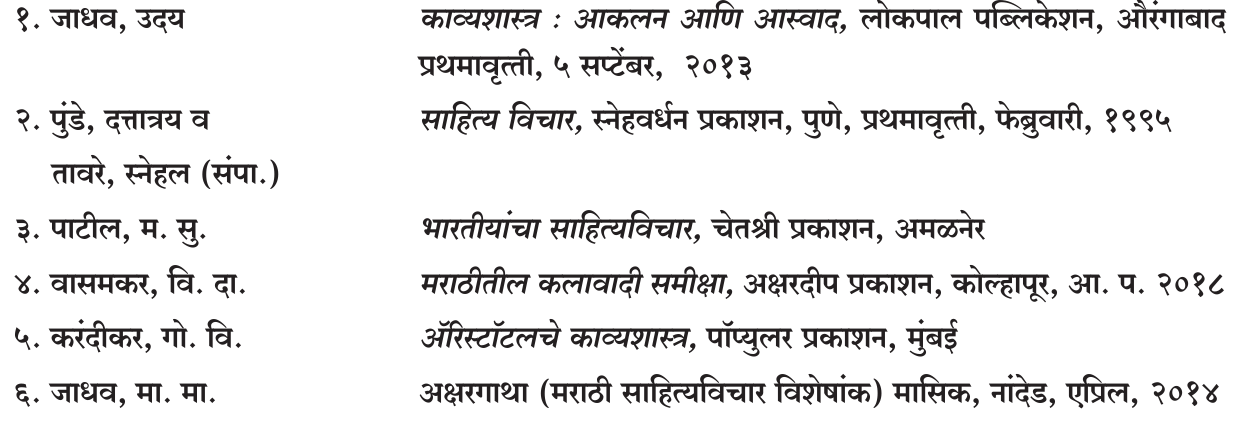 १. जाधव, उदय काव्यशास्त्र : आकलन आणि आस्वाद, लोकपाल पब्लिकेशन, औरंगाबाद
प्रथमावृत्ती, ५ सप्टेंबर, २०१३
२. पुंडे, दत्तात्रय व साहित्य विचार, स्नेहवर्धन प्रकाशन, पुणे, प्रथमावृत्ती, फेब्रुवारी, १९९५
तावरे, स्नेहल (संपा.)
३. पाटील, म. सु. भारतीयांचा साहित्यविचार, चेतश्री प्रकाशन, अमळनेर
४. वासमकर, वि. दा. मराठीतील कलावादी समीक्षा, अक्षरदीप प्रकाशन, कोल्हापूर, आ. प. २०१८
५. करंदीकर, गो. वि. ॲरिस्टॉटलचे काव्यशास्त्र, पॉप्युलर प्रकाशन, मुंबई
६. जाधव, मा. मा. अक्षरगाथा (मराठी साहित्यविचार विशेषांक) मासिक, नांदेड, एप्रिल, २०१४